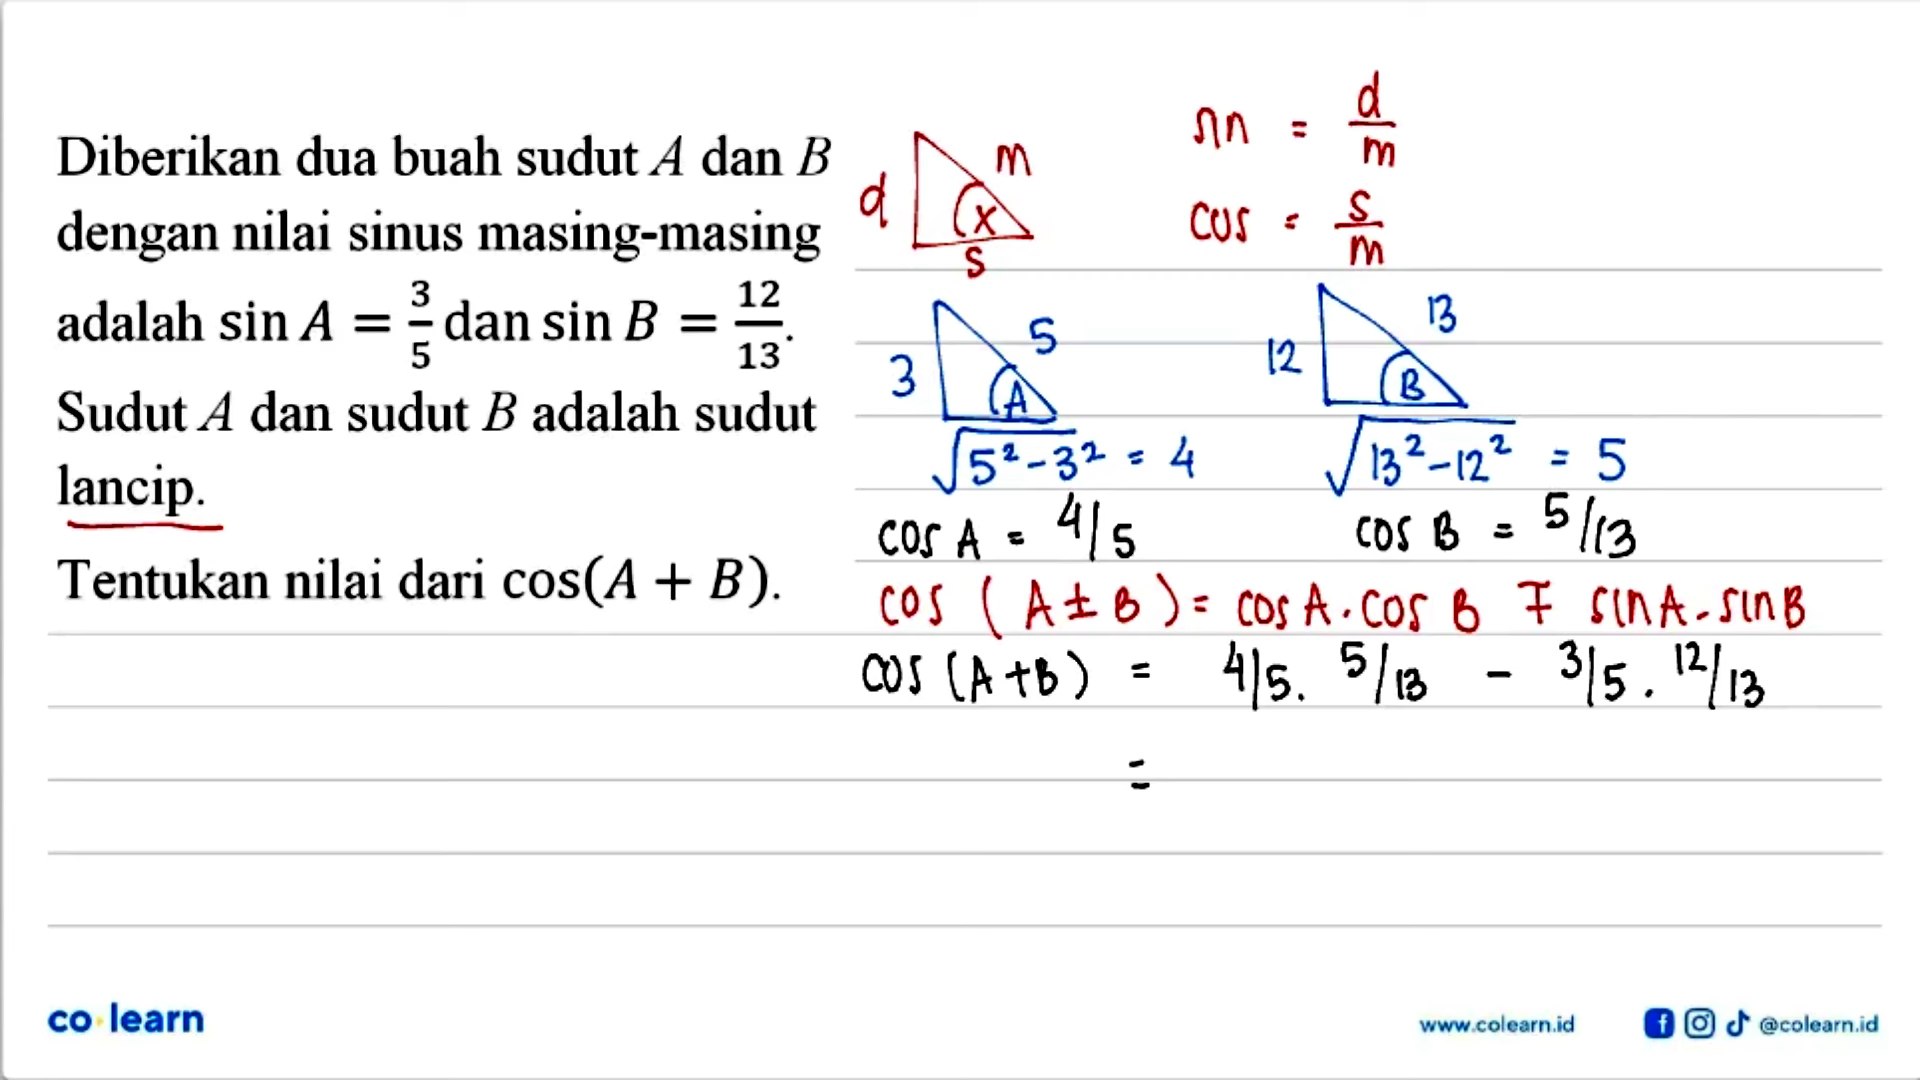 Diberikan dua buah sudut A dan B
dengan nilai sinus masing-masing
adalah sin A = 3/5 dan sin B = 12/13.
Sudut A dan sudut B adalah sudut
lancip.
Tentukan nilai dari cos(A + B).
d m x s
sin = d/m
cos = s/m
3 5 A
√5² - 3² = 4
12 13 B
√13² - 12² = 5
cos A = 4/5
cos B = 5/13
cos (A ± B) = cos A . cos B ∓ sin A . sin B
cos (A + B) = 4/5 . 5/13 - 3/5 . 12/13
=
co learn
www.colearn.id
@colearn.id